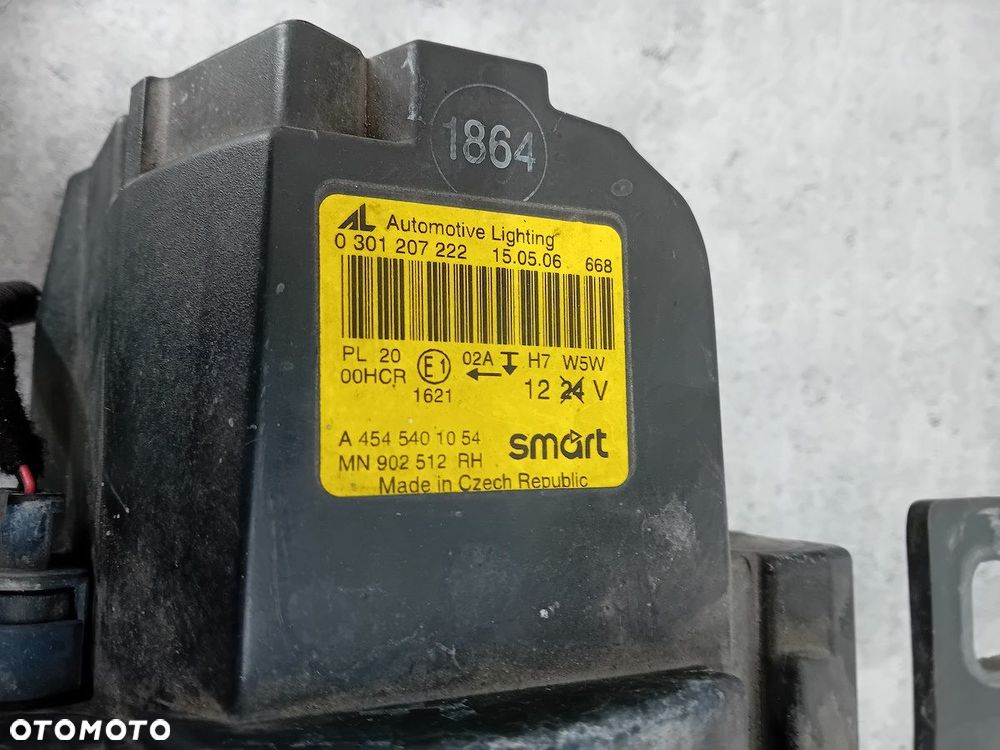 1864
AL Automotive Lighting
0 301 207 222 15.05.06 668
PL 20 E1 02A H7 W5W
00HCR 12 24 V
1621
A 454 540 10 54 smart
MN 902 512 RH
Made in Czech Republic
OTOMOTO